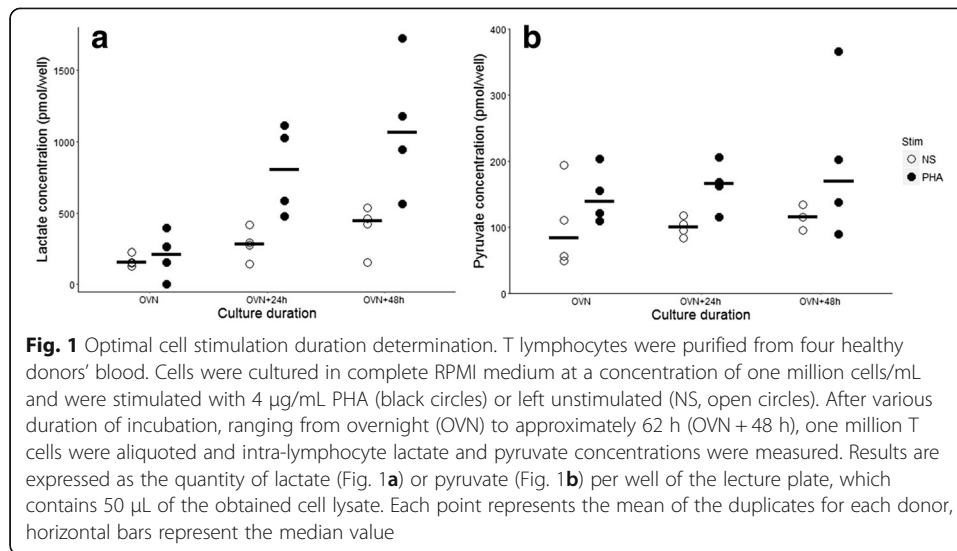 a
1500
1000
500
0
Lactate concentration (pmol/well)
OVN
OVN+24h
OVN+48h
Culture duration
b
400
300
200
100
0
Pyruvate concentration (pmol/well)
OVN
OVN+24h
OVN+48h
Culture duration
Stim
NS
PHA
Fig. 1 Optimal cell stimulation duration determination. T lymphocytes were purified from four healthy
donors' blood. Cells were cultured in complete RPMI medium at a concentration of one million cells/mL
and were stimulated with 4 μg/mL PHA (black circles) or left unstimulated (NS, open circles). After various
duration of incubation, ranging from overnight (OVN) to approximately 62 h (OVN + 48 h), one million T
cells were aliquoted and intra-lymphocyte lactate and pyruvate concentrations were measured. Results are
expressed as the quantity of lactate (Fig. 1a) or pyruvate (Fig. 1b) per well of the lecture plate, which
contains 50 μL of the obtained cell lysate. Each point represents the mean of the duplicates for each donor,
horizontal bars represent the median value